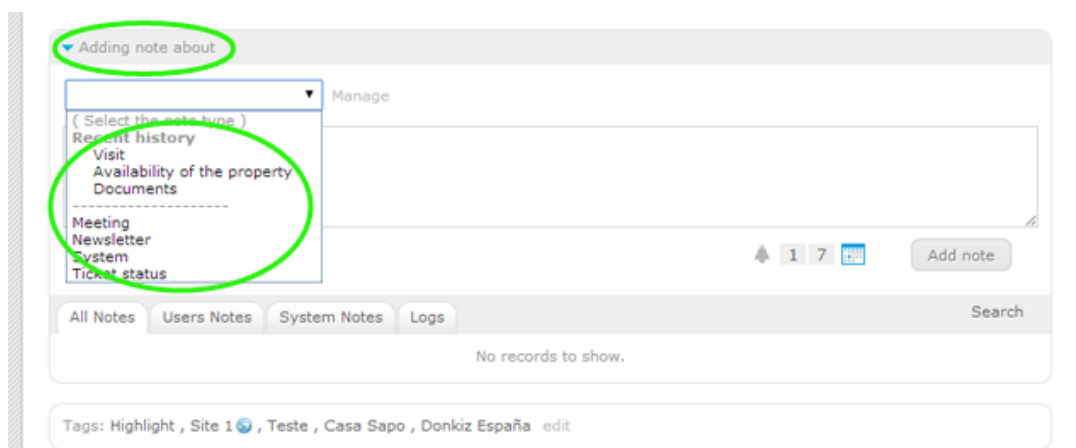 Adding note about
Manage
( Select the note type )
Recent history
Visit
Availability of the property
Documents
--------------------
Meeting
Newsletter
System
Ticket status
1 7 Add note
All Notes Users Notes System Notes Logs Search
No records to show.
Tags: Highlight , Site 1 , Teste , Casa Sapo , Donkiz España edit